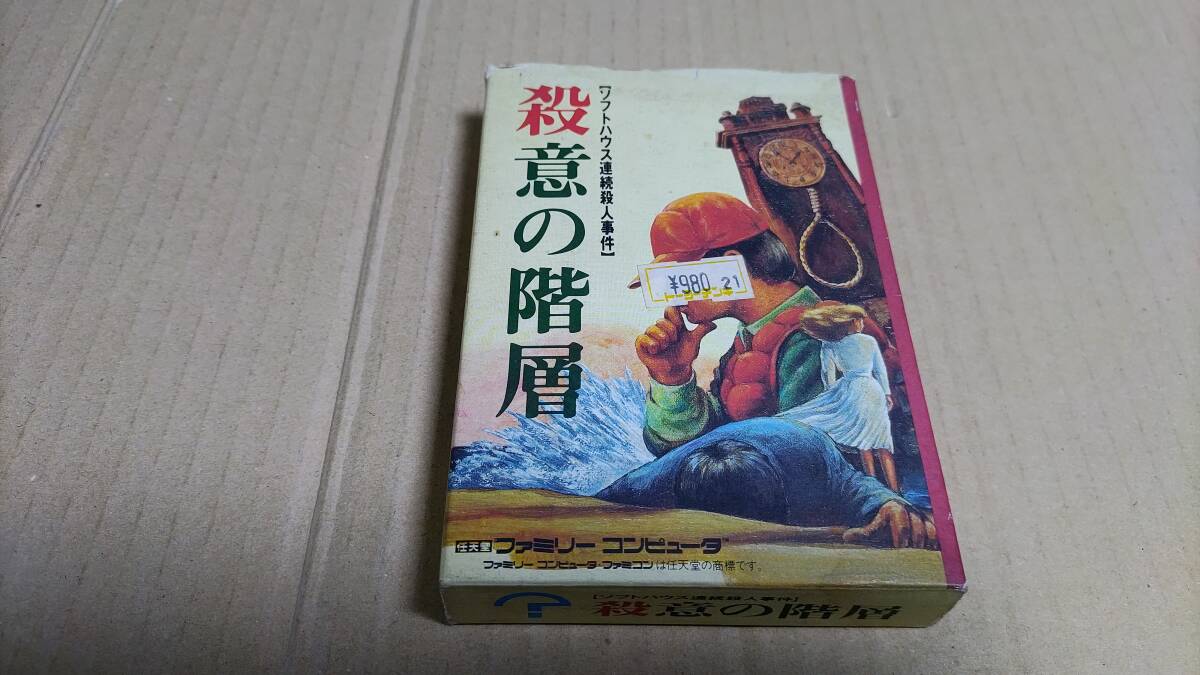 殺意の階層
【ソフトハウス連続殺人事件】
¥980 21
任天堂 ファミリー コンピュータ
ファミリー コンピュータ・ファミコンは任天堂の商標です。
【ソフトハウス連続殺人事件】
殺意の階層